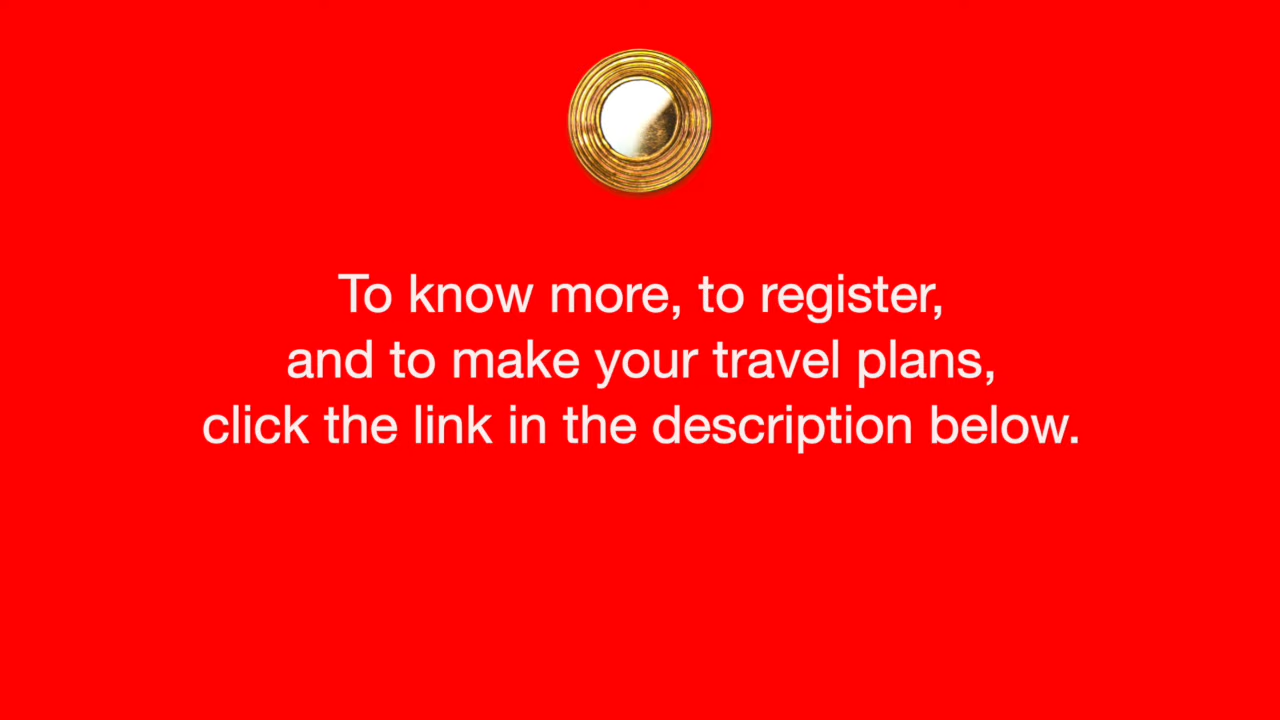 To know more, to register,
and to make your travel plans,
click the link in the description below.